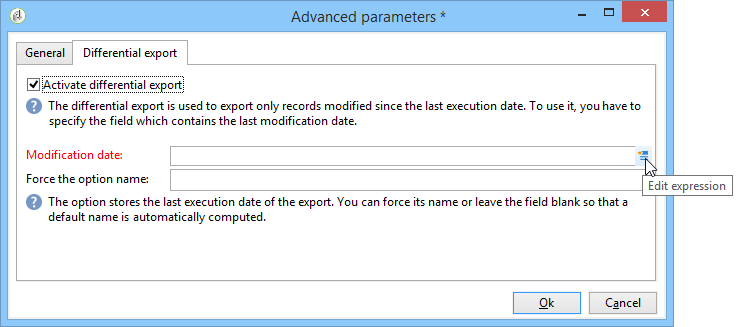 Advanced parameters *
General
Differential export
Activate differential export
The differential export is used to export only records modified since the last execution date. To use it, you have to
specify the field which contains the last modification date.
Modification date:
Force the option name:
Edit expression
The option stores the last execution date of the export. You can force its name or leave the field blank so that a
default name is automatically computed.
Ok
Cancel